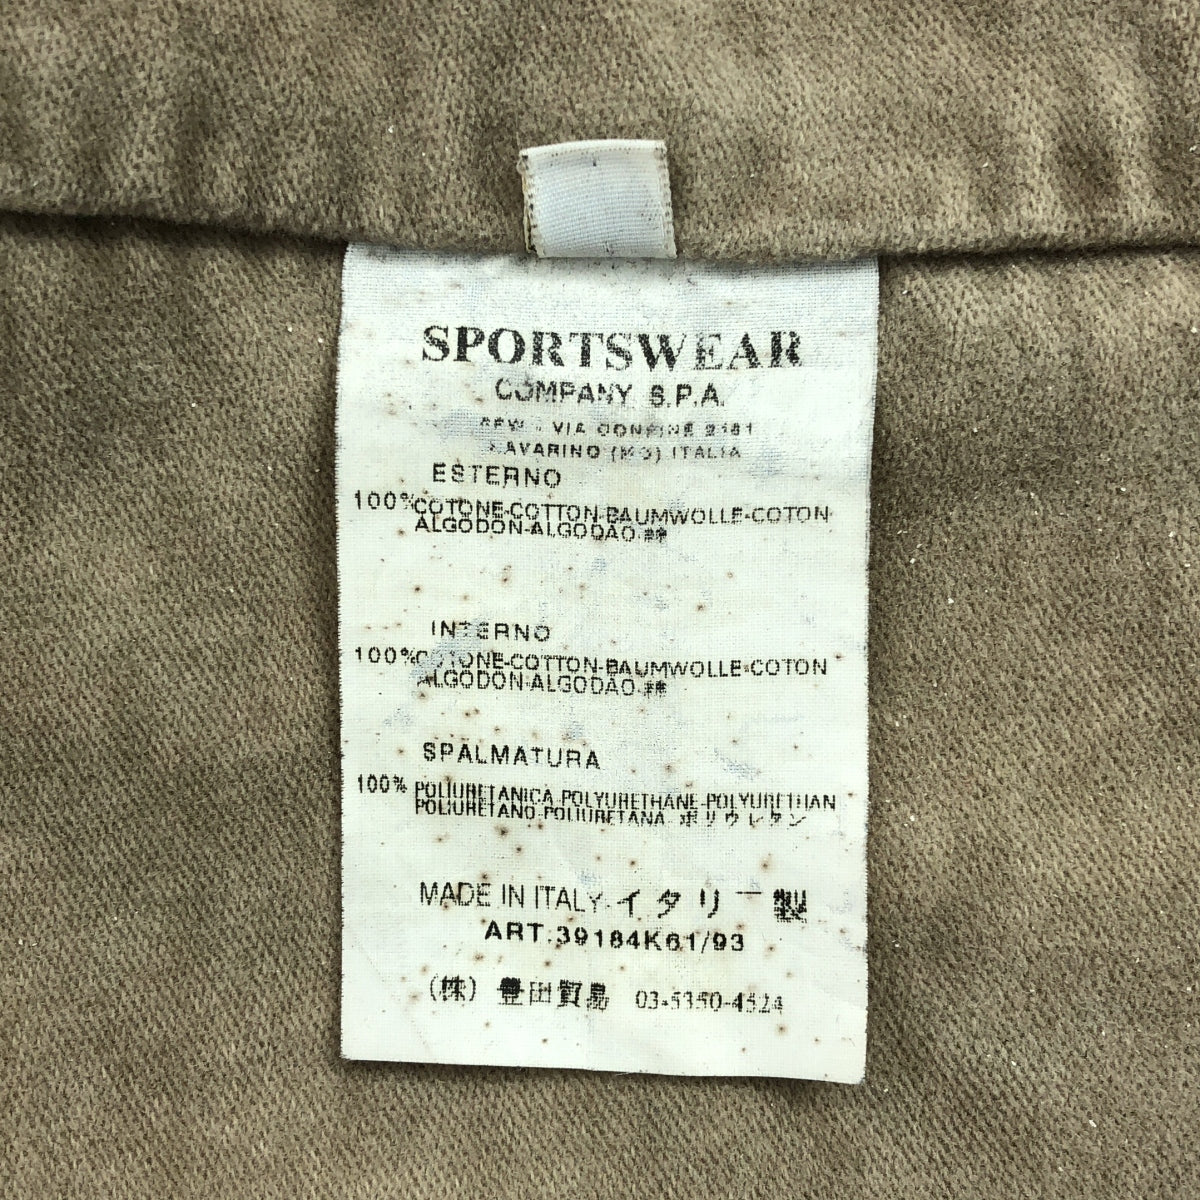 SPORTSWEAR
COMPANY S.P.A.
VIA CONFINE 2161
RAVARINO (MO) ITALIA
ESTERNO
100% COTONE-COTTON-BAUMWOLLE-COTON
ALGODON-ALGODAO-綿
INTERNO
100% COTONE-COTTON-BAUMWOLLE-COTON
ALGODON-ALGODAO-綿
SPALMATURA
100% POLIURETANICA-POLYURETHANE-POLYURETHAN
POLIURETANO-POLIURETANA ポリウレタン
MADE IN ITALY-イタリー製
ART:39184K61/93
(株) 豊田貿易 03-5350-4524